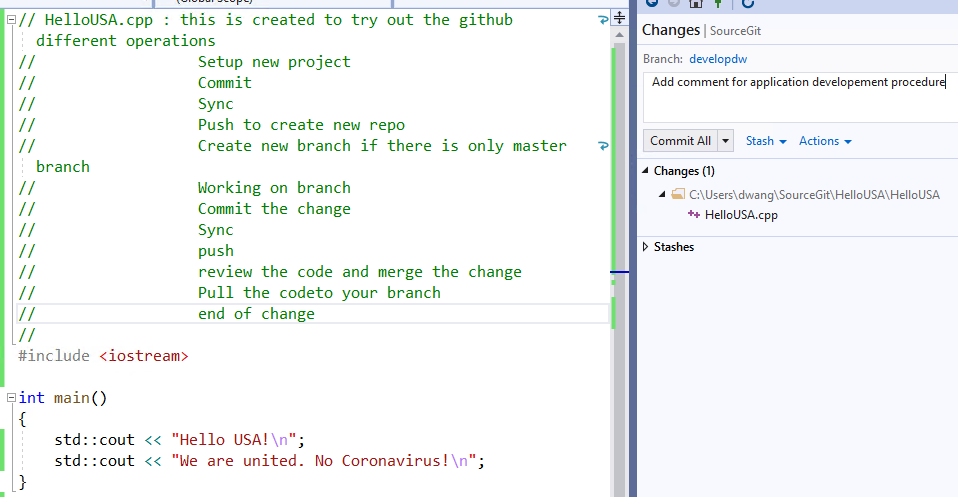 // HelloUSA.cpp : this is created to try out the github
different operations
// Setup new project
// Commit
// Sync
// Push to create new repo
// Create new branch if there is only master
branch
// Working on branch
// Commit the change
// Sync
// push
// review the code and merge the change
// Pull the codeto your branch
// end of change
//
#include <iostream>
int main()
{
std::cout << "Hello USA!\n";
std::cout << "We are united. No Coronavirus!\n";
}
Changes | SourceGit
Branch: developdw
Add comment for application developement procedure
Commit All Stash Actions
Changes (1)
C:\Users\dwang\SourceGit\HelloUSA\HelloUSA
HelloUSA.cpp
Stashes